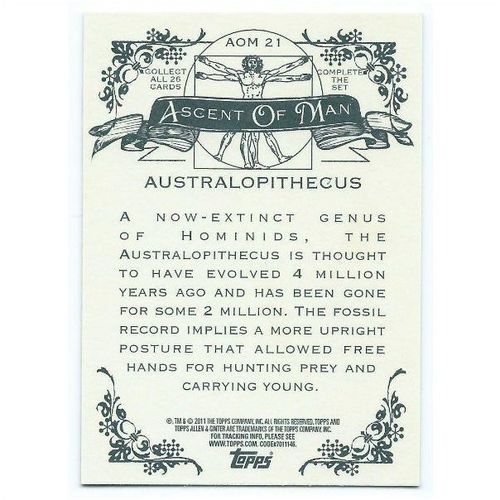 AOM 21
COLLECT
ALL 26
CARDS
COMPLETE
THE
SET
ASCENT OF MAN
AUSTRALOPITHECUS
A NOW-EXTINCT GENUS
OF HOMINIDS, THE
AUSTRALOPITHECUS IS THOUGHT
TO HAVE EVOLVED 4 MILLION
YEARS AGO AND HAS BEEN GONE
FOR SOME 2 MILLION. THE FOSSIL
RECORD IMPLIES A MORE UPRIGHT
POSTURE THAT ALLOWED FREE
HANDS FOR HUNTING PREY AND
CARRYING YOUNG.
®, TM & © 2011 THE TOPPS COMPANY, INC. ALL RIGHTS RESERVED. TOPPS AND
TOPPS ALLEN & GINTER ARE TRADEMARKS OF THE TOPPS COMPANY, INC.
FOR TRACKING INFO, PLEASE SEE
WWW.TOPPS.COM. CODE#7011146.
Topps